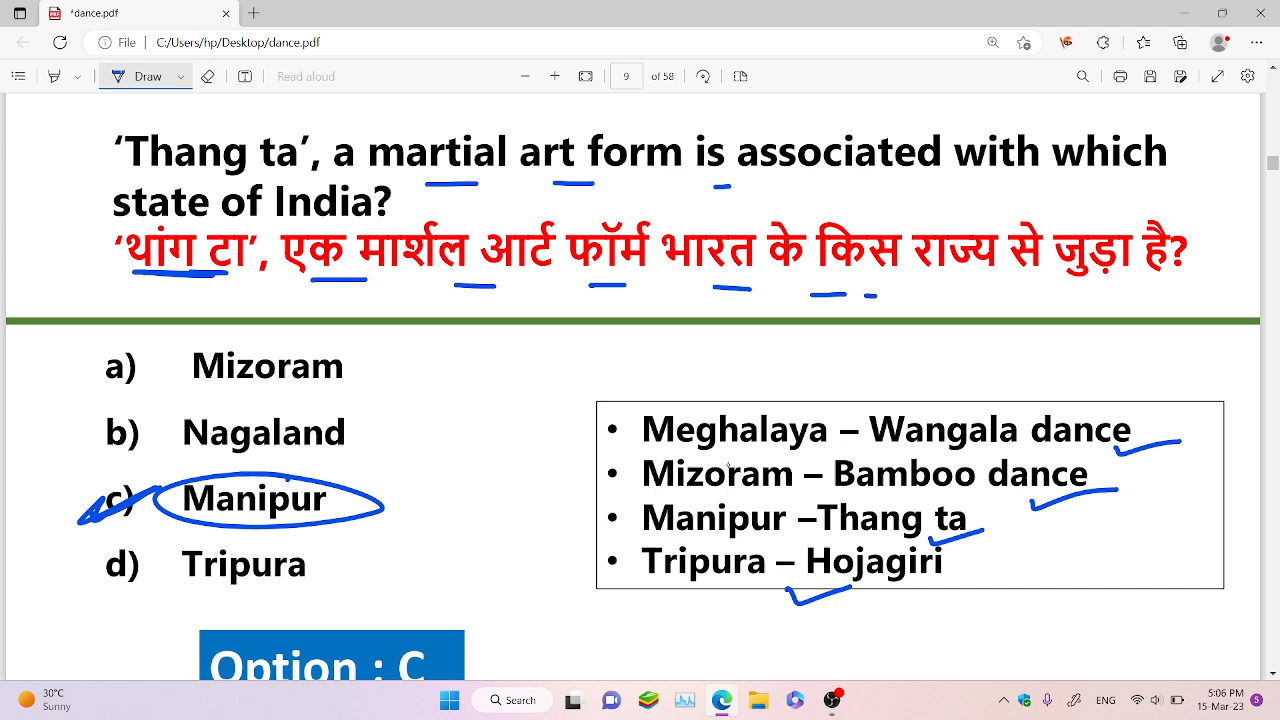 *dance.pdf
File C:/Users/hp/Desktop/dance.pdf
Draw Read aloud 9 of 58
‘Thang ta’, a martial art form is associated with which
state of India?
‘थांग टा’, एक मार्शल आर्ट फॉर्म भारत के किस राज्य से जुड़ा है?
a) Mizoram
b) Nagaland
c) Manipur
d) Tripura
• Meghalaya – Wangala dance
• Mizoram – Bamboo dance
• Manipur –Thang ta
• Tripura – Hojagiri
Option : C
30°C
Sunny
Search
ENG
5:06 PM
15-Mar-23
5